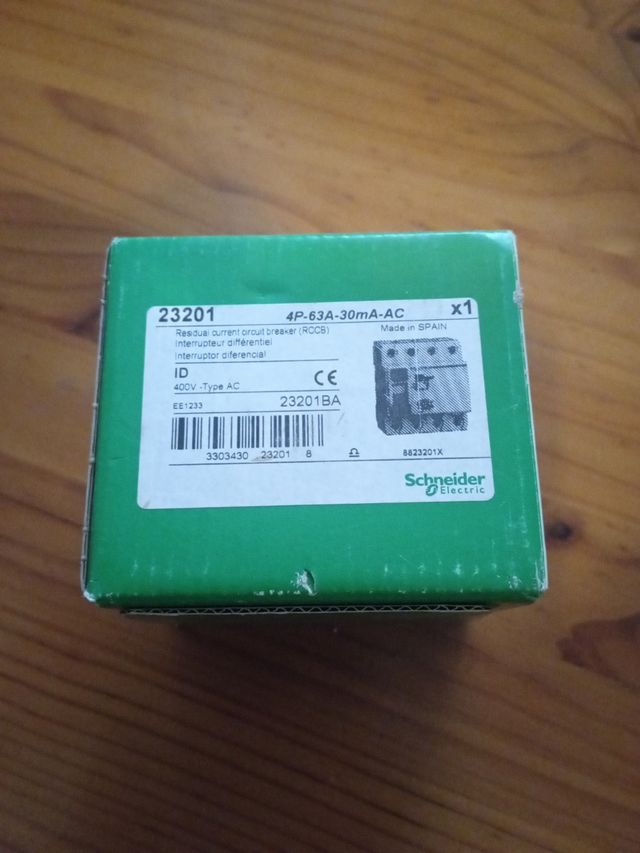 23201 4P-63A-30mA-AC x1
Residual current circuit breaker (RCCB) Made in SPAIN
Interrupteur différentiel
Interruptor diferencial
ID
400V -Type AC CE
EE1233 23201BA
3303430 23201 8 8823201X
Schneider
Electric